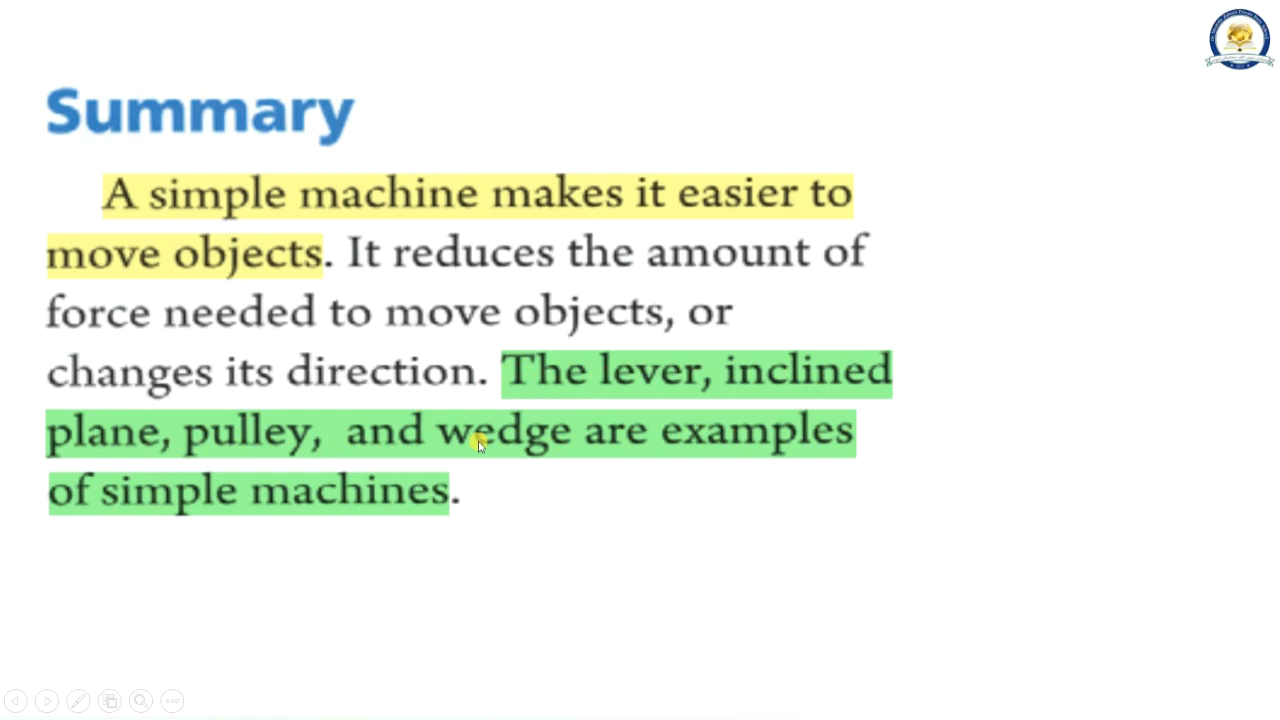 Summary
A simple machine makes it easier to
move objects. It reduces the amount of
force needed to move objects, or
changes its direction. The lever, inclined
plane, pulley, and wedge are examples
of simple machines.